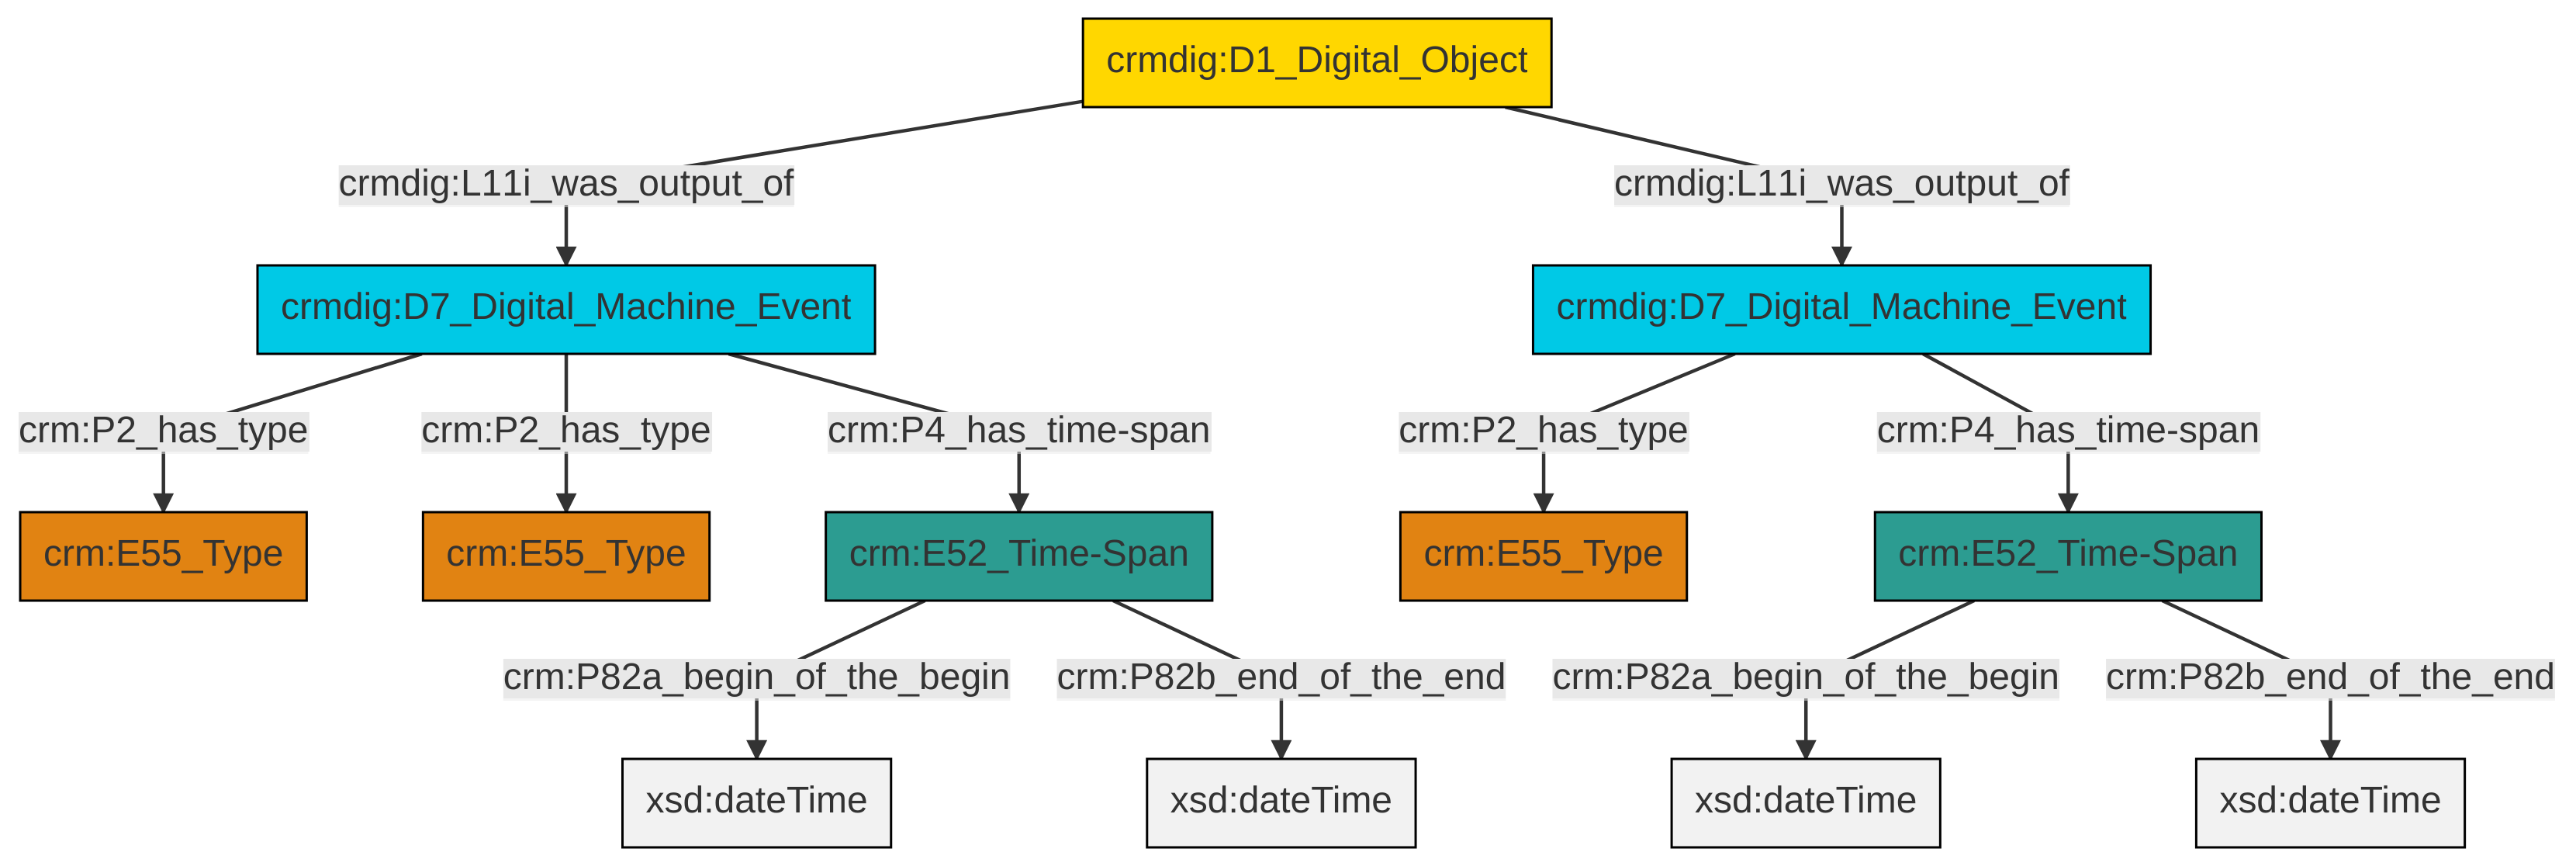 crmdig:D1_Digital_Object
crmdig:L11i_was_output_of
crmdig:L11i_was_output_of
crmdig:D7_Digital_Machine_Event
crmdig:D7_Digital_Machine_Event
crm:P2_has_type
crm:P2_has_type
crm:P4_has_time-span
crm:P2_has_type
crm:P4_has_time-span
crm:E55_Type
crm:E55_Type
crm:E52_Time-Span
crm:E55_Type
crm:E52_Time-Span
crm:P82a_begin_of_the_begin
crm:P82b_end_of_the_end
crm:P82a_begin_of_the_begin
crm:P82b_end_of_the_end
xsd:dateTime
xsd:dateTime
xsd:dateTime
xsd:dateTime